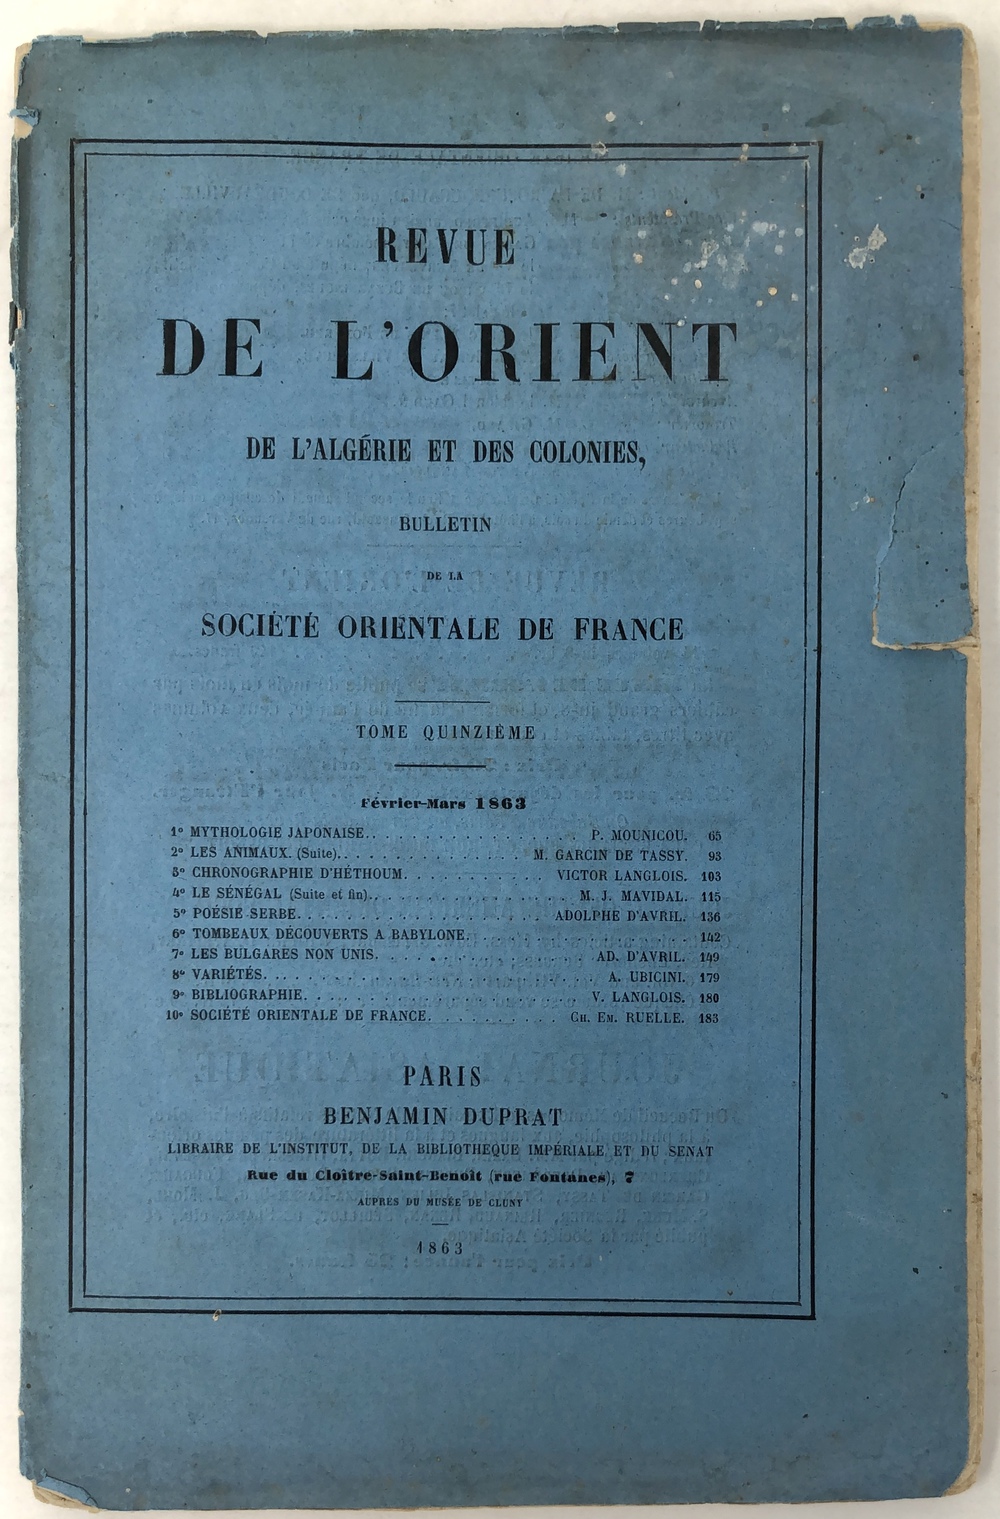 REVUE
DE L'ORIENT
DE L'ALGÉRIE ET DES COLONIES,
BULLETIN
DE LA
SOCIÉTÉ ORIENTALE DE FRANCE
TOME QUINZIÈME
Février-Mars 1863
1° MYTHOLOGIE JAPONAISE. . . . . . . . . . . . . . . . P. MOUNICOU. 65
2° LES ANIMAUX. (Suite). . . . . . . . . . . . . . . M. GARCIN DE TASSY. 93
3° CHRONOGRAPHIE D'HÉTHOUM. . . . . . . . . . . VICTOR LANGLOIS. 103
4° LE SÉNÉGAL (Suite et fin). . . . . . . . . . . . . . . . M. J. MAVIDAL. 115
5° POÉSIE SERBE. . . . . . . . . . . . . . . . . . . ADOLPHE D'AVRIL. 136
6° TOMBEAUX DÉCOUVERTS A BABYLONE. . . . . . . . . . . . . . . . . 142
7° LES BULGARES NON UNIS. . . . . . . . . . . . . . . . AD. D'AVRIL. 149
8° VARIÉTÉS. . . . . . . . . . . . . . . . . . . . . . . . A. UBICINI. 179
9° BIBLIOGRAPHIE. . . . . . . . . . . . . . . . . . . . V. LANGLOIS. 180
10° SOCIÉTÉ ORIENTALE DE FRANCE. . . . . . . . . . CH. EM. RUELLE. 183
PARIS
BENJAMIN DUPRAT
LIBRAIRE DE L'INSTITUT, DE LA BIBLIOTHEQUE IMPÉRIALE ET DU SENAT
Rue du Cloître-Saint-Benoît (rue Fontanes), 7
AUPRES DU MUSÉE DE CLUNY
1863